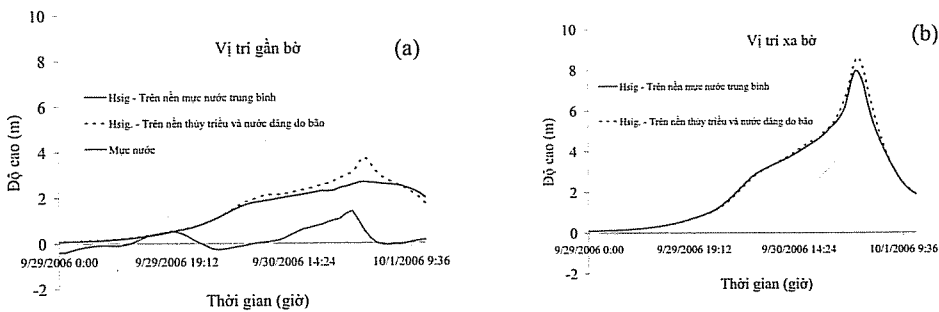 10
8
6
4
2
0
-2
Độ cao (m)
Vị trí gần bờ
(a)
Hsig - Trên nền mực nước trung bình
Hsig. - Trên nền thủy triều và nước dâng do bão
Mực nước
9/29/2006 0:00
9/29/2006 19:12
9/30/2006 14:24
10/1/2006 9:36
Thời gian (giờ)
10
8
6
4
2
0
-2
Độ cao (m)
Vị trí xa bờ
(b)
Hsig - Trên nền mực nước trung bình
Hsig. - Trên nền thủy triều và nước dâng do bão
9/29/2006 0:00
9/29/2006 19:12
9/30/2006 14:24
10/1/2006 9:36
Thời gian (giờ)